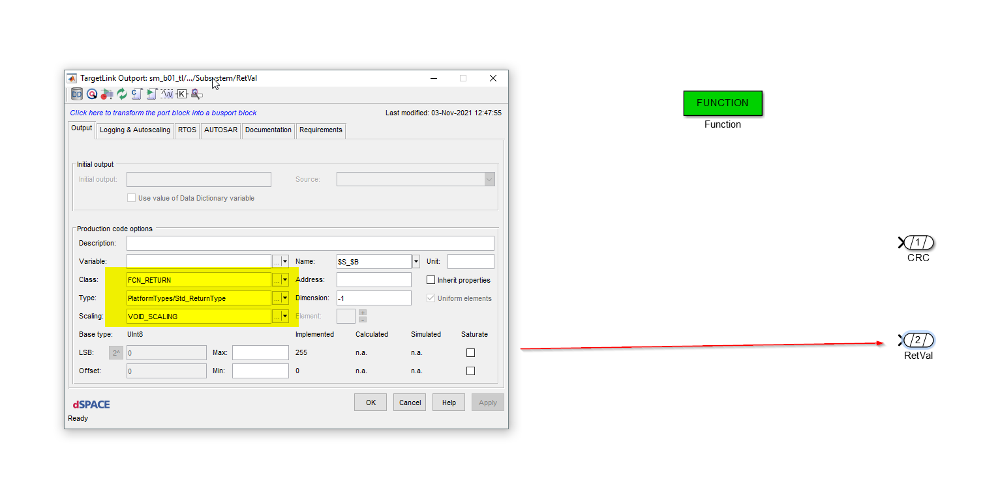 TargetLink Outport: sm_b01_tl/.../Subsystem/RetVal
DD
Click here to transform the port block into a busport block
Last modified: 03-Nov-2021 12:47:55
Output Logging & Autoscaling RTOS AUTOSAR Documentation Requirements
Initial output
Initial output: Source:
Use value of Data Dictionary variable
Production code options
Description:
Variable: ... Name: $S_$B Unit:
Class: FCN_RETURN ... Address: Inherit properties
Type: PlatformTypes/Std_ReturnType ... Dimension: -1 Uniform elements
Scaling: VOID_SCALING ... Element: + -
Base type: UInt8 Implemented Calculated Simulated Saturate
LSB: 2^ 0 Max: 255 n.a. n.a.
Offset: 0 Min: 0 n.a. n.a.
dSPACE OK Cancel Help Apply
Ready
FUNCTION
Function
1
CRC
2
RetVal